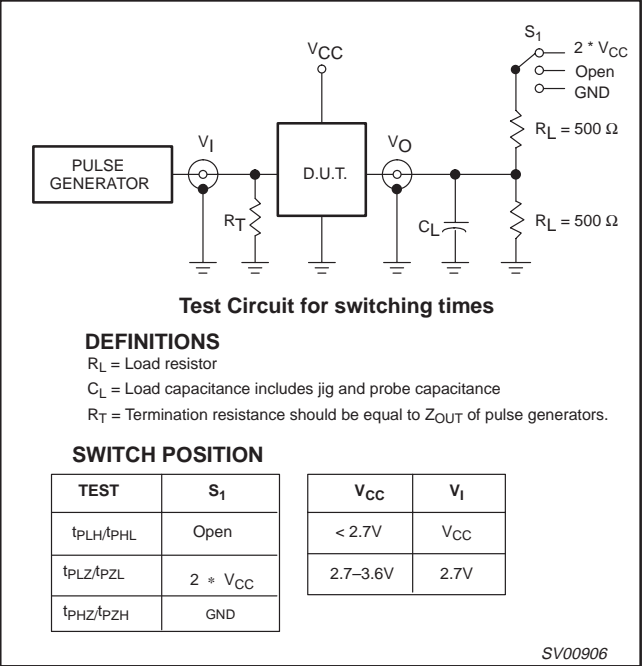 S1
2 * VCC
Open
GND
VCC
RL = 500 Ω
VI
VO
PULSE
GENERATOR
D.U.T.
RT
CL
RL = 500 Ω
Test Circuit for switching times
DEFINITIONS
RL = Load resistor
CL = Load capacitance includes jig and probe capacitance
RT = Termination resistance should be equal to ZOUT of pulse generators.
SWITCH POSITION
TEST S1
tPLH/tPHL Open
tPLZ/tPZL 2 * VCC
tPHZ/tPZH GND
VCC VI
< 2.7V VCC
2.7–3.6V 2.7V
SV00906